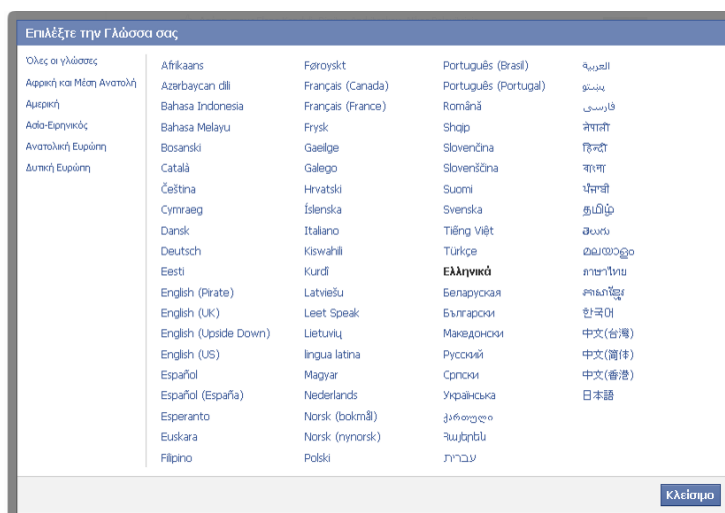 Επιλέξτε την Γλώσσα σας
Όλες οι γλώσσες
Αφρική και Μέση Ανατολή
Αμερική
Ασία-Ειρηνικός
Ανατολική Ευρώπη
Δυτική Ευρώπη
Afrikaans
Azərbaycan dili
Bahasa Indonesia
Bahasa Melayu
Bosanski
Català
Čeština
Cymraeg
Dansk
Deutsch
Eesti
English (Pirate)
English (UK)
English (Upside Down)
English (US)
Español
Español (España)
Esperanto
Euskara
Filipino
Føroyskt
Français (Canada)
Français (France)
Frysk
Gaeilge
Galego
Hrvatski
Íslenska
Italiano
Kiswahili
Kurdî
Latviešu
Leet Speak
Lietuvių
lingua latina
Magyar
Nederlands
Norsk (bokmål)
Norsk (nynorsk)
Polski
Português (Brasil)
Português (Portugal)
Română
Shqip
Slovenčina
Slovenščina
Suomi
Svenska
Tiếng Việt
Türkçe
Ελληνικά
Беларуская
Български
Македонски
Русский
Српски
Українська
ქართული
Հայերեն
עברית
العربية
پښتو
فارسی
नेपाली
हिन्दी
বাংলা
ਪੰਜਾਬੀ
தமிழ்
తెలుగు
മലയാളം
ภาษาไทย
ភាសាខ្មែរ
한국어
中文(台灣)
中文(简体)
中文(香港)
日本語
Κλείσιμο